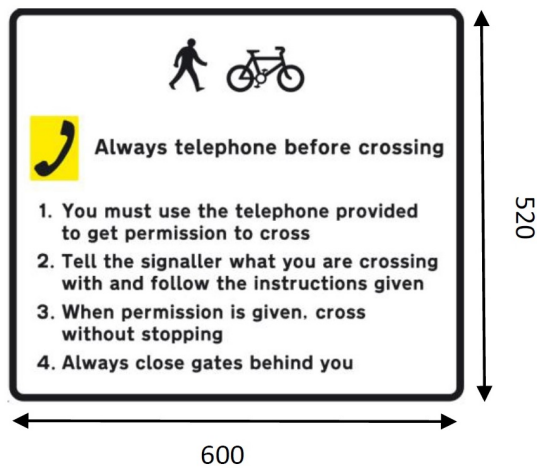 Always telephone before crossing
1. You must use the telephone provided
to get permission to cross
2. Tell the signaller what you are crossing
with and follow the instructions given
3. When permission is given, cross
without stopping
4. Always close gates behind you
520
600